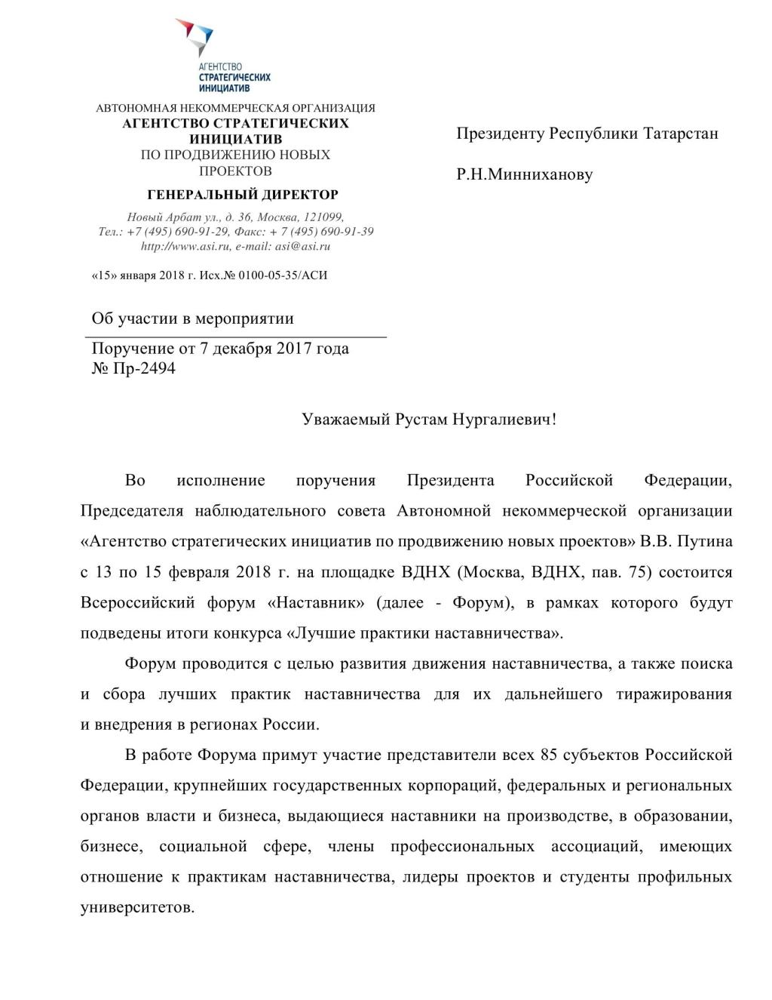 АГЕНТСТВО
СТРАТЕГИЧЕСКИХ
ИНИЦИАТИВ
АВТОНОМНАЯ НЕКОММЕРЧЕСКАЯ ОРГАНИЗАЦИЯ
АГЕНТСТВО СТРАТЕГИЧЕСКИХ
ИНИЦИАТИВ
ПО ПРОДВИЖЕНИЮ НОВЫХ
ПРОЕКТОВ
ГЕНЕРАЛЬНЫЙ ДИРЕКТОР
Новый Арбат ул., д. 36, Москва, 121099,
Тел.: +7 (495) 690-91-29, Факс: + 7 (495) 690-91-39
http://www.asi.ru, e-mail: asi@asi.ru
«15» января 2018 г. Исх.№ 0100-05-35/АСИ
Президенту Республики Татарстан
Р.Н.Минниханову
Об участии в мероприятии
Поручение от 7 декабря 2017 года
№ Пр-2494
Уважаемый Рустам Нургалиевич!
Во исполнение поручения Президента Российской Федерации,
Председателя наблюдательного совета Автономной некоммерческой организации
«Агентство стратегических инициатив по продвижению новых проектов» В.В. Путина
с 13 по 15 февраля 2018 г. на площадке ВДНХ (Москва, ВДНХ, пав. 75) состоится
Всероссийский форум «Наставник» (далее - Форум), в рамках которого будут
подведены итоги конкурса «Лучшие практики наставничества».
Форум проводится с целью развития движения наставничества, а также поиска
и сбора лучших практик наставничества для их дальнейшего тиражирования
и внедрения в регионах России.
В работе Форума примут участие представители всех 85 субъектов Российской
Федерации, крупнейших государственных корпораций, федеральных и региональных
органов власти и бизнеса, выдающиеся наставники на производстве, в образовании,
бизнесе, социальной сфере, члены профессиональных ассоциаций, имеющих
отношение к практикам наставничества, лидеры проектов и студенты профильных
университетов.